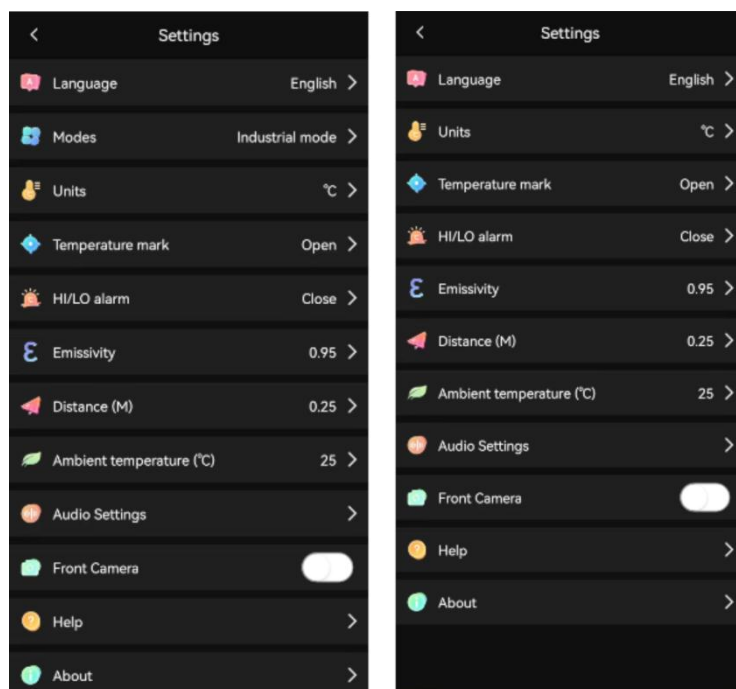 Settings
Language English
Modes Industrial mode
Units ℃
Temperature mark Open
HI/LO alarm Close
Emissivity 0.95
Distance (M) 0.25
Ambient temperature (℃) 25
Audio Settings
Front Camera
Help
About
Settings
Language English
Units ℃
Temperature mark Open
HI/LO alarm Close
Emissivity 0.95
Distance (M) 0.25
Ambient temperature (℃) 25
Audio Settings
Front Camera
Help
About